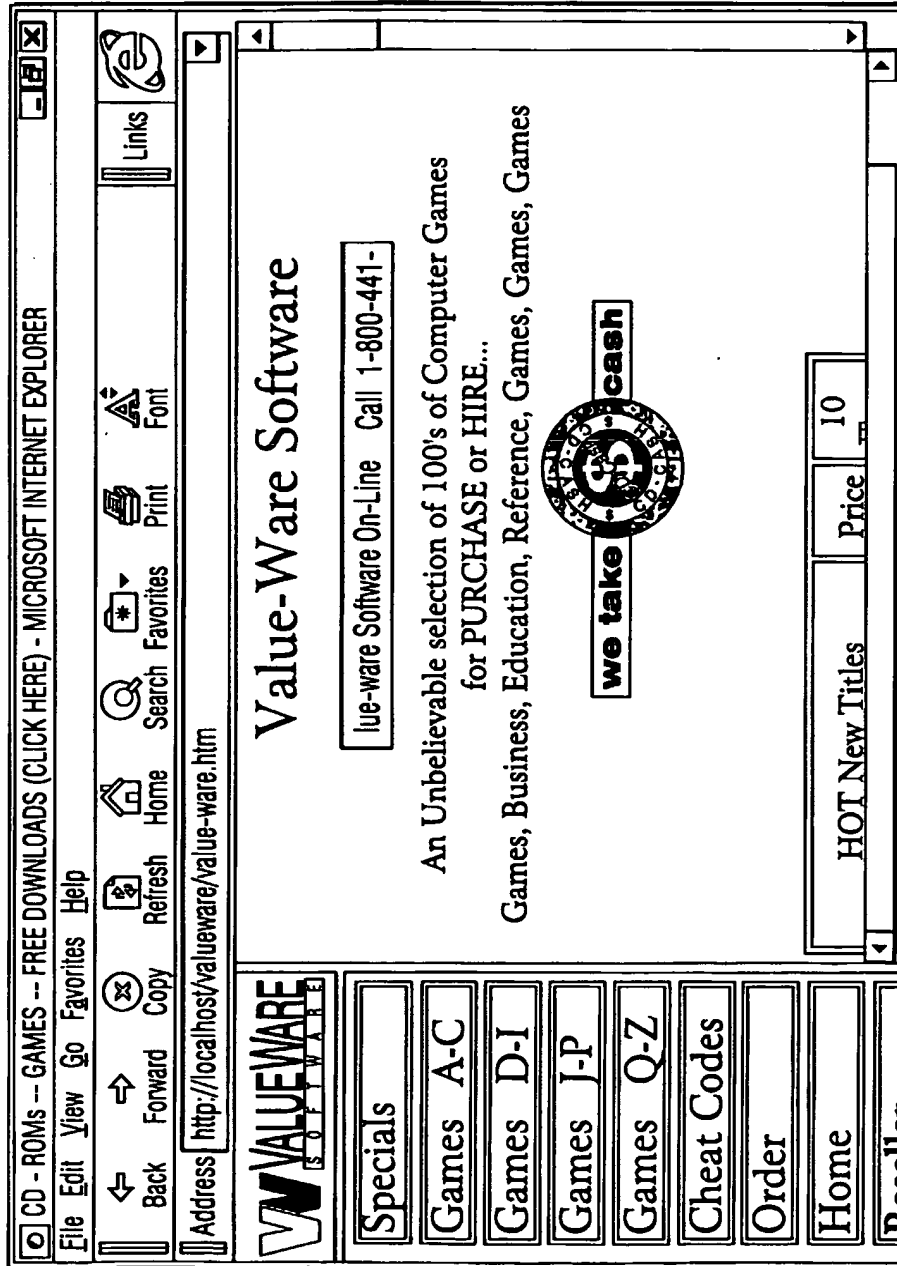 CD - ROMs -- GAMES -- FREE DOWNLOADS (CLICK HERE) - MICROSOFT INTERNET EXPLORER
File Edit View Go Favorites Help
Back Forward Copy Refresh Home Search Favorites Print Font Links
Address http://localhost/valueware/value-ware.htm
VW VALUEWARE
SOFTWARE
Specials
Games A-C
Games D-I
Games J-P
Games Q-Z
Cheat Codes
Order
Home
Value-Ware Software
lue-ware Software On-Line Call 1-800-441-
An Unbelievable selection of 100's of Computer Games
for PURCHASE or HIRE...
Games, Business, Education, Reference, Games, Games, Games
we take cash
HOT New Titles Price 10